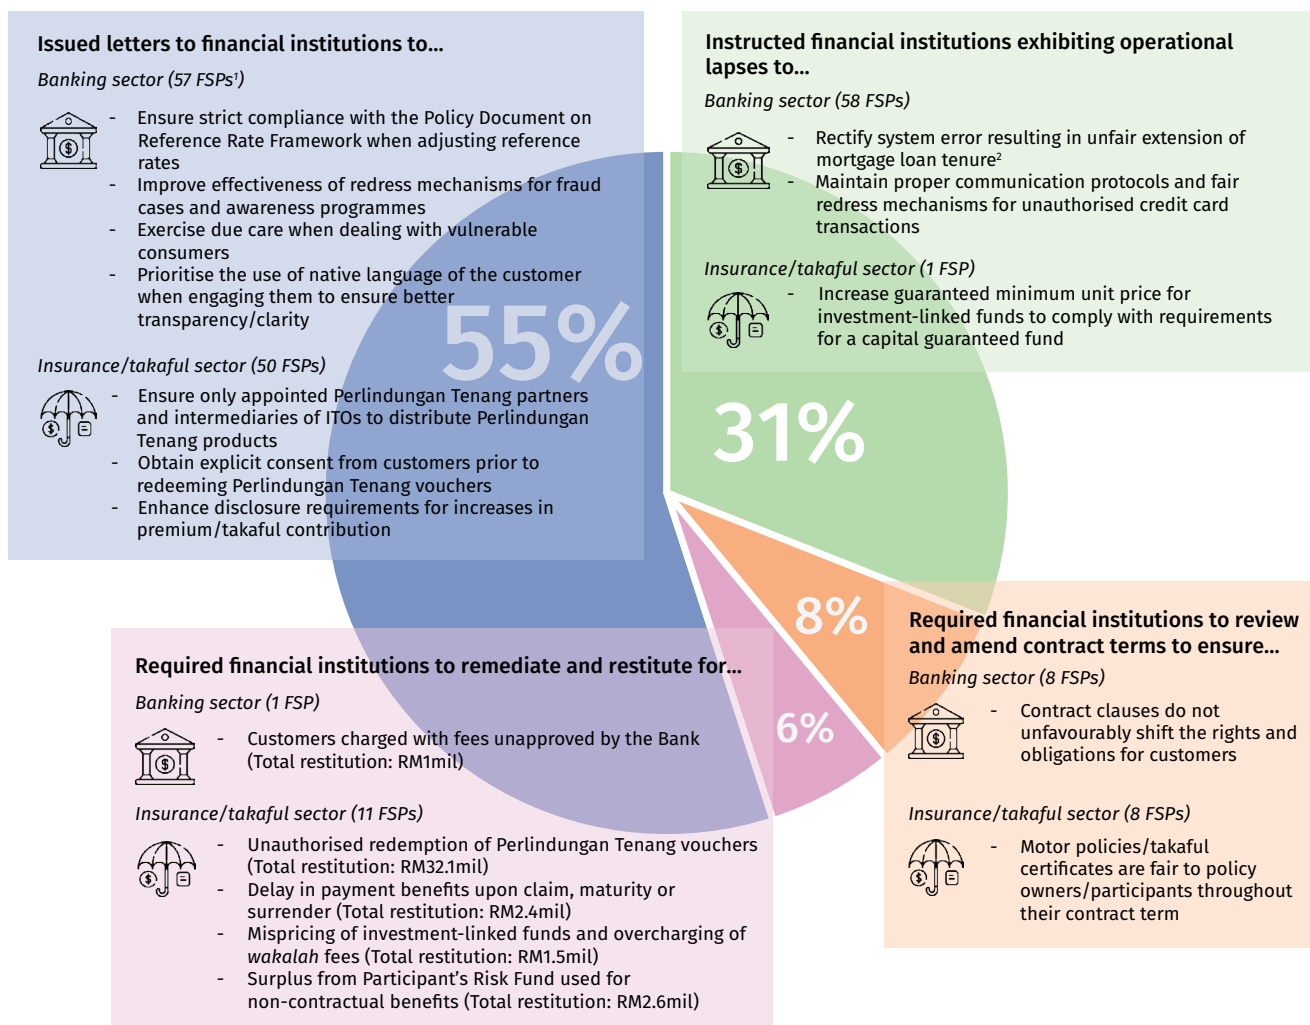 Issued letters to financial institutions to...
Banking sector (57 FSPs¹)
- Ensure strict compliance with the Policy Document on
Reference Rate Framework when adjusting reference
rates
- Improve effectiveness of redress mechanisms for fraud
cases and awareness programmes
- Exercise due care when dealing with vulnerable
consumers
- Prioritise the use of native language of the customer
when engaging them to ensure better
transparency/clarity
Insurance/takaful sector (50 FSPs)
- Ensure only appointed Perlindungan Tenang partners
and intermediaries of ITOs to distribute Perlindungan
Tenang products
- Obtain explicit consent from customers prior to
redeeming Perlindungan Tenang vouchers
- Enhance disclosure requirements for increases in
premium/takaful contribution
55%
Instructed financial institutions exhibiting operational
lapses to...
Banking sector (58 FSPs)
- Rectify system error resulting in unfair extension of
mortgage loan tenure²
- Maintain proper communication protocols and fair
redress mechanisms for unauthorised credit card
transactions
Insurance/takaful sector (1 FSP)
- Increase guaranteed minimum unit price for
investment-linked funds to comply with requirements
for a capital guaranteed fund
31%
8%
Required financial institutions to review
and amend contract terms to ensure...
Banking sector (8 FSPs)
- Contract clauses do not
unfavourably shift the rights and
obligations for customers
Insurance/takaful sector (8 FSPs)
- Motor policies/takaful
certificates are fair to policy
owners/participants throughout
their contract term
6%
Required financial institutions to remediate and restitute for...
Banking sector (1 FSP)
- Customers charged with fees unapproved by the Bank
(Total restitution: RM1mil)
Insurance/takaful sector (11 FSPs)
- Unauthorised redemption of Perlindungan Tenang vouchers
(Total restitution: RM32.1mil)
- Delay in payment benefits upon claim, maturity or
surrender (Total restitution: RM2.4mil)
- Mispricing of investment-linked funds and overcharging of
wakalah fees (Total restitution: RM1.5mil)
- Surplus from Participant's Risk Fund used for
non-contractual benefits (Total restitution: RM2.6mil)